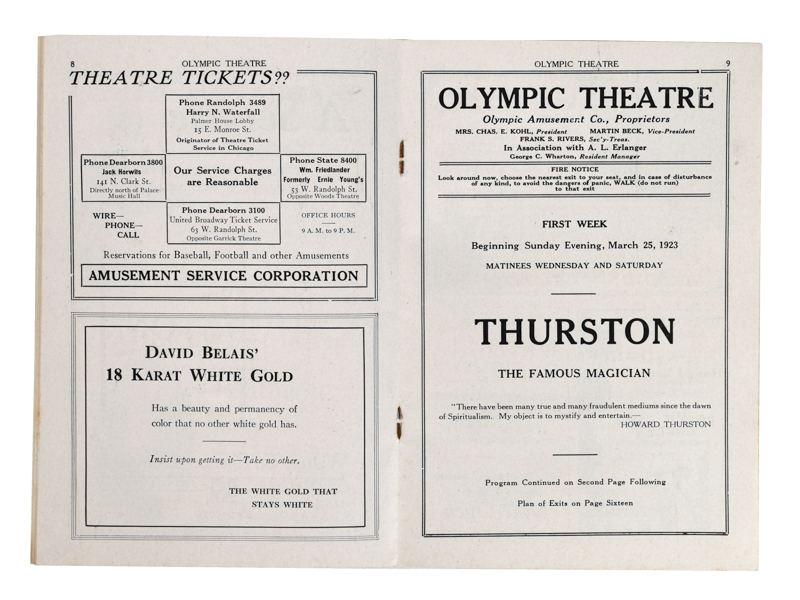 8
OLYMPIC THEATRE
THEATRE TICKETS??
Phone Randolph 3489
Harry N. Waterfall
Palmer House Lobby
15 E. Monroe St.
Originator of Theatre Ticket
Service in Chicago
Phone Dearborn 3800
Jack Horwits
141 N. Clark St.
Directly north of Palace
Music Hall
Our Service Charges
are Reasonable
Phone State 8400
Wm. Friedlander
Formerly Ernie Young's
53 W. Randolph St.
Opposite Woods Theatre
WIRE—
PHONE—
CALL
Phone Dearborn 3100
United Broadway Ticket Service
63 W. Randolph St.
Opposite Garrick Theatre
OFFICE HOURS
9 A. M. to 9 P. M.
Reservations for Baseball, Football and other Amusements
AMUSEMENT SERVICE CORPORATION
DAVID BELAIS'
18 KARAT WHITE GOLD
Has a beauty and permanency of
color that no other white gold has.
Insist upon getting it—Take no other.
THE WHITE GOLD THAT
STAYS WHITE
OLYMPIC THEATRE
9
OLYMPIC THEATRE
Olympic Amusement Co., Proprietors
MRS. CHAS. E. KOHL, President MARTIN BECK, Vice-President
FRANK S. RIVERS, Sec'y-Treas.
In Association with A. L. Erlanger
George C. Wharton, Resident Manager
FIRE NOTICE
Look around now, choose the nearest exit to your seat, and in case of disturbance
of any kind, to avoid the dangers of panic, WALK (do not run)
to that exit
FIRST WEEK
Beginning Sunday Evening, March 25, 1923
MATINEES WEDNESDAY AND SATURDAY
THURSTON
THE FAMOUS MAGICIAN
"There have been many true and many fraudulent mediums since the dawn
of Spiritualism. My object is to mystify and entertain.—
HOWARD THURSTON
Program Continued on Second Page Following
Plan of Exits on Page Sixteen